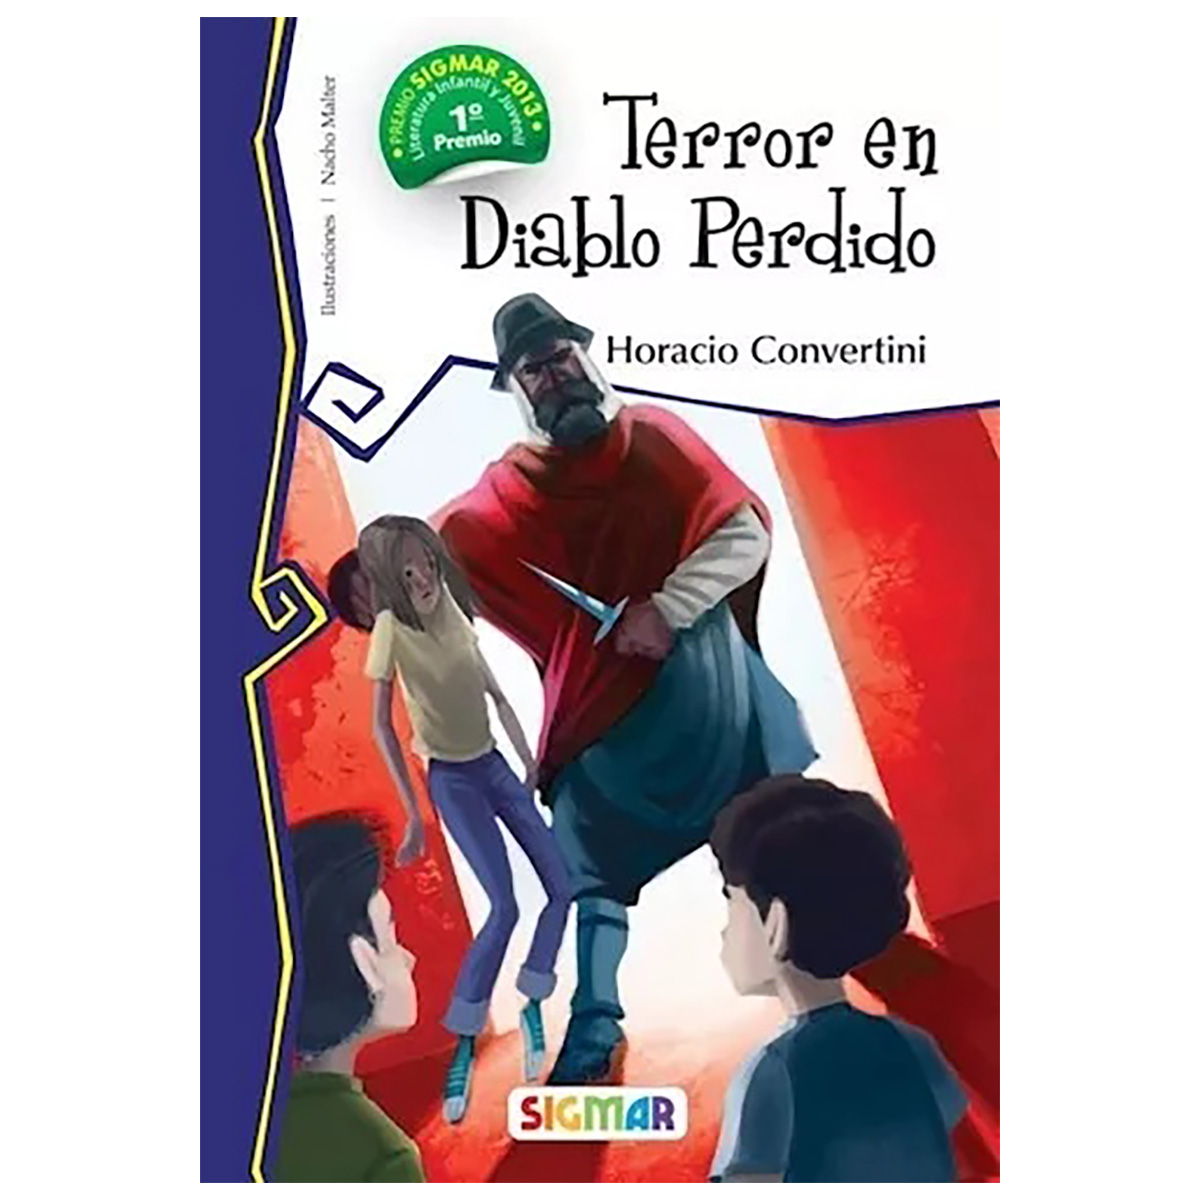 PREMIO SIGMAR 2013
Literatura Infantil y Juvenil
1º
Premio
Ilustraciones | Nacho Malter
Terror en
Diablo Perdido
Horacio Convertini
SIGMAR